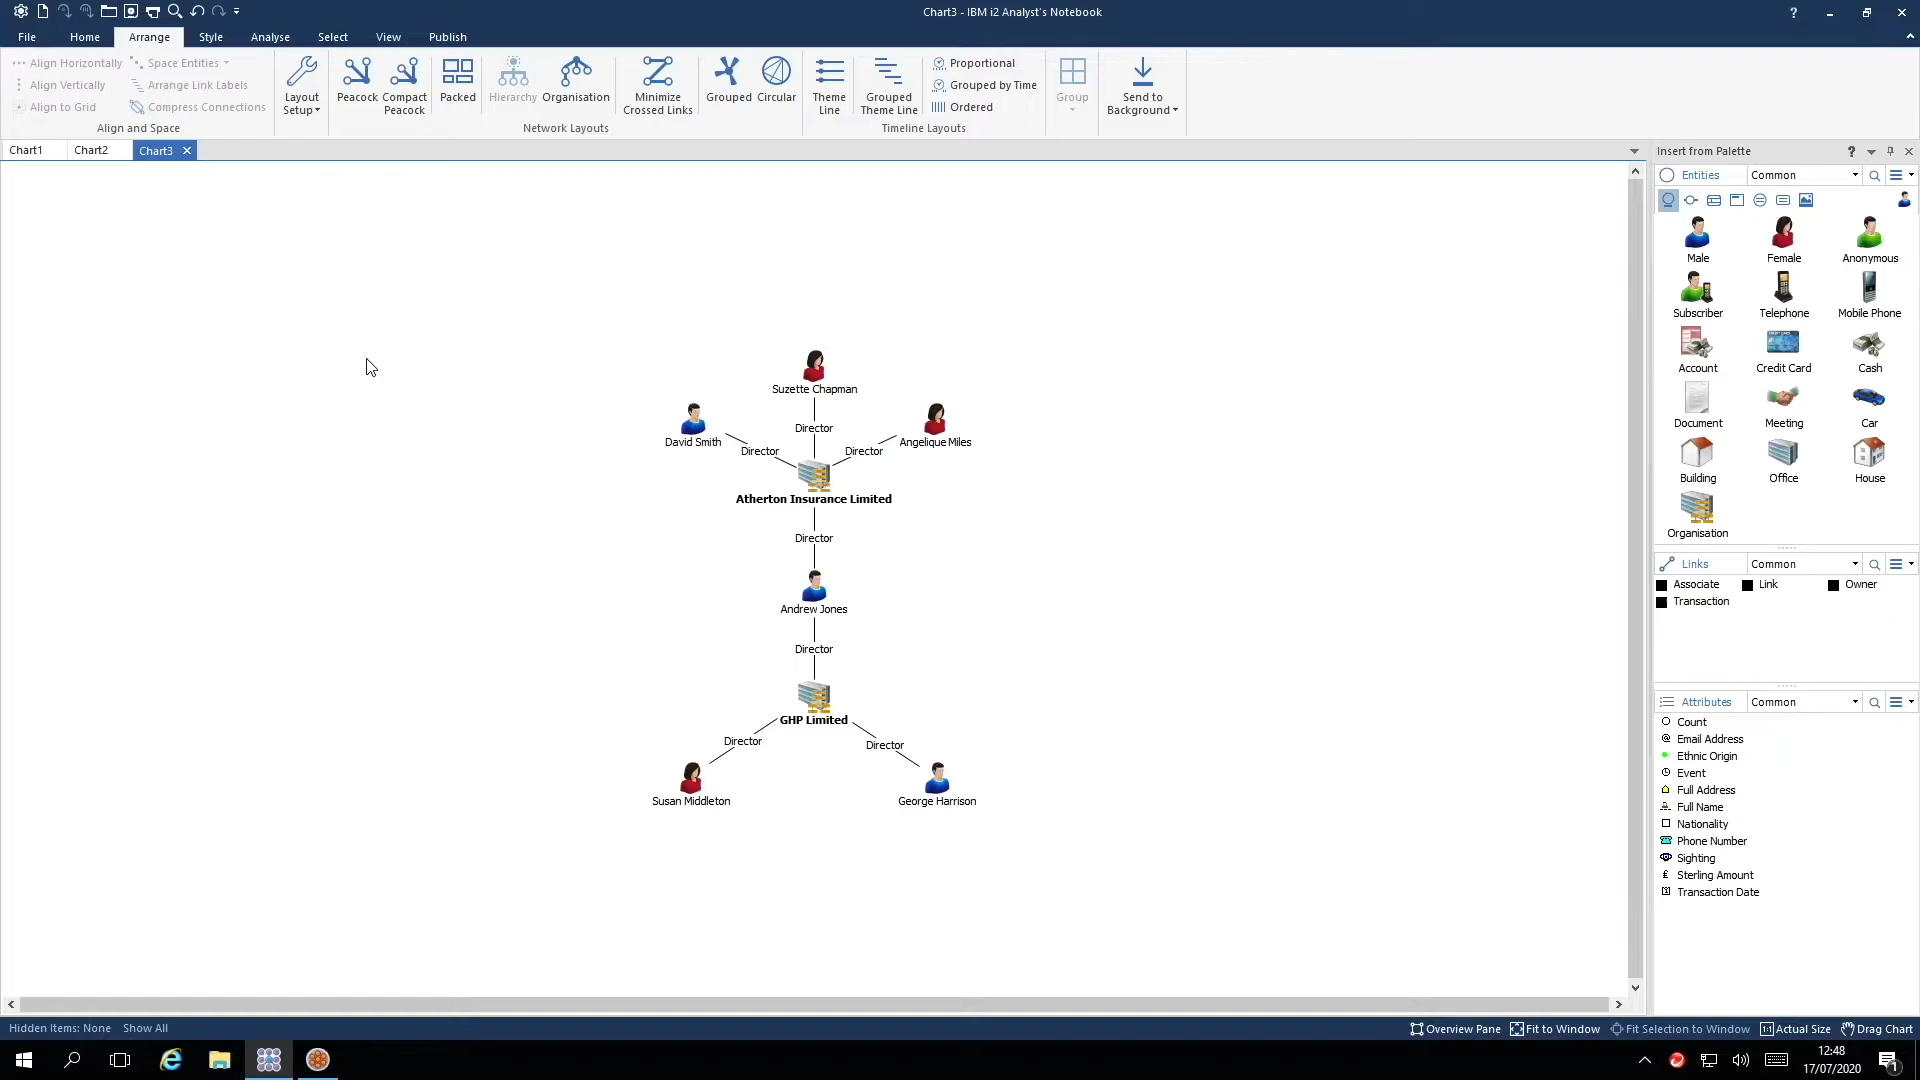 Chart3 - IBM i2 Analyst's Notebook
File Home Arrange Style Analyse Select View Publish
Align Horizontally Space Entities
Align Vertically Arrange Link Labels
Align to Grid Compress Connections
Align and Space
Layout Setup
Peacock
Compact Peacock
Packed
Hierarchy
Organisation
Minimize Crossed Links
Grouped
Circular
Network Layouts
Theme Line
Grouped Theme Line
Proportional
Grouped by Time
Ordered
Timeline Layouts
Group
Send to Background
Chart1 Chart2 Chart3
Suzette Chapman
Director
David Smith
Director
Angelique Miles
Director
Atherton Insurance Limited
Director
Andrew Jones
Director
GHP Limited
Director
Director
Susan Middleton
George Harrison
Insert from Palette
Entities Common
Male Female Anonymous
Subscriber Telephone Mobile Phone
Account Credit Card Cash
Document Meeting Car
Building Office House
Organisation
Links Common
Associate Link Owner
Transaction
Attributes Common
Count
Email Address
Ethnic Origin
Event
Full Address
Full Name
Nationality
Phone Number
Sighting
£ Sterling Amount
Transaction Date
Hidden Items: None Show All
Overview Pane Fit to Window Fit Selection to Window 1:1 Actual Size Drag Chart
12:48
17/07/2020
1